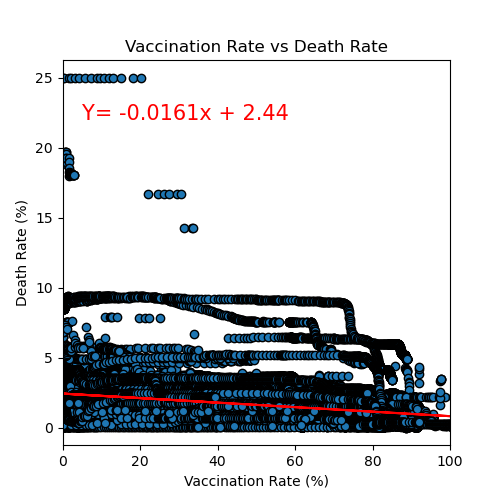 Vaccination Rate vs Death Rate
Y= -0.0161x + 2.44
Death Rate (%)
25
20
15
10
5
0
0 20 40 60 80 100
Vaccination Rate (%)